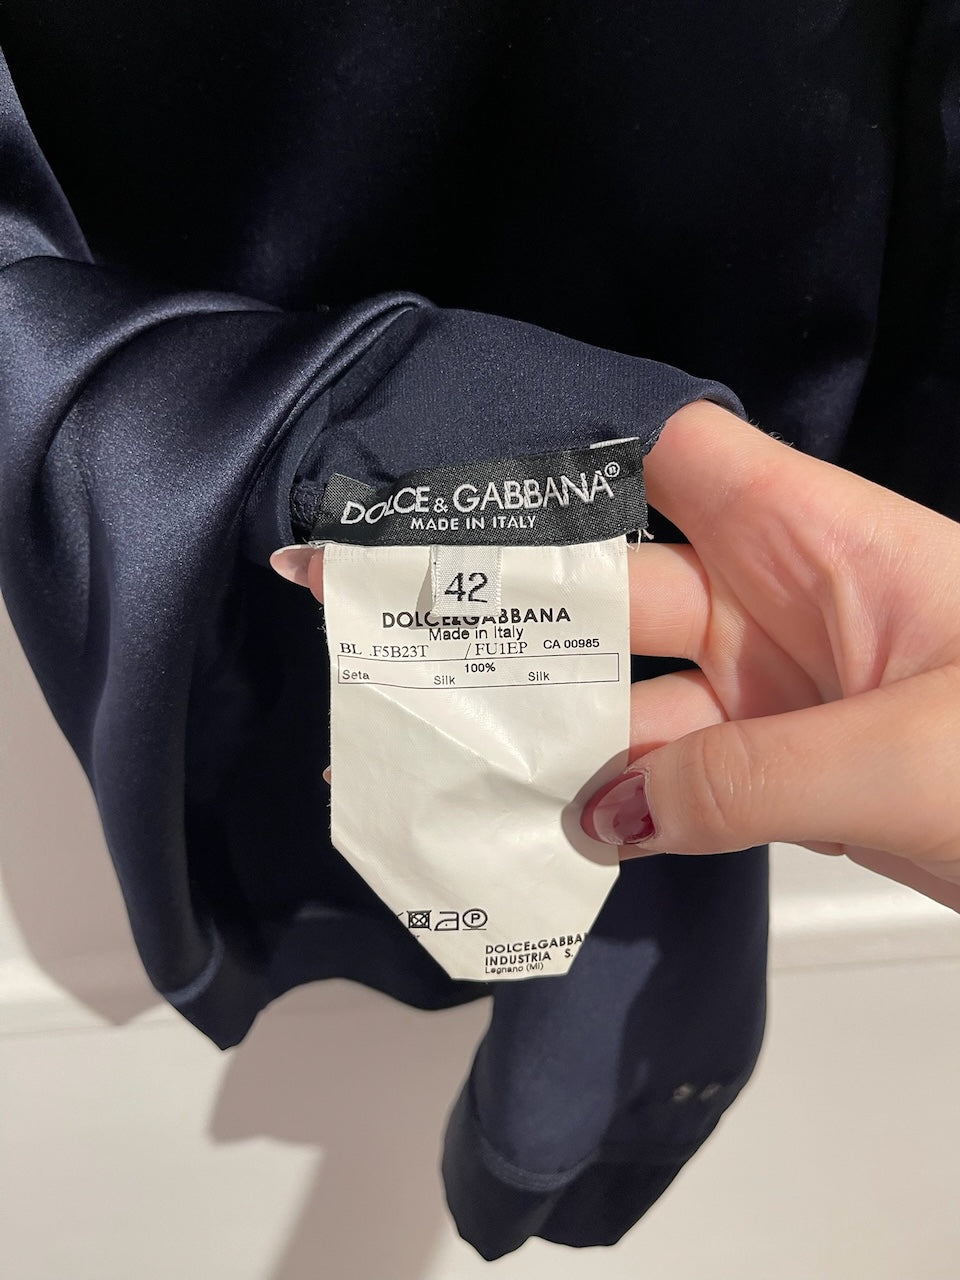 DOLCE & GABBANA®
MADE IN ITALY
42
DOLCE&GABBANA
Made in Italy
BL .F5B23T / FU1EP CA 00985
100%
Seta Silk Silk
P
DOLCE&GABBA
INDUSTRIA S.
Legnano (MI)